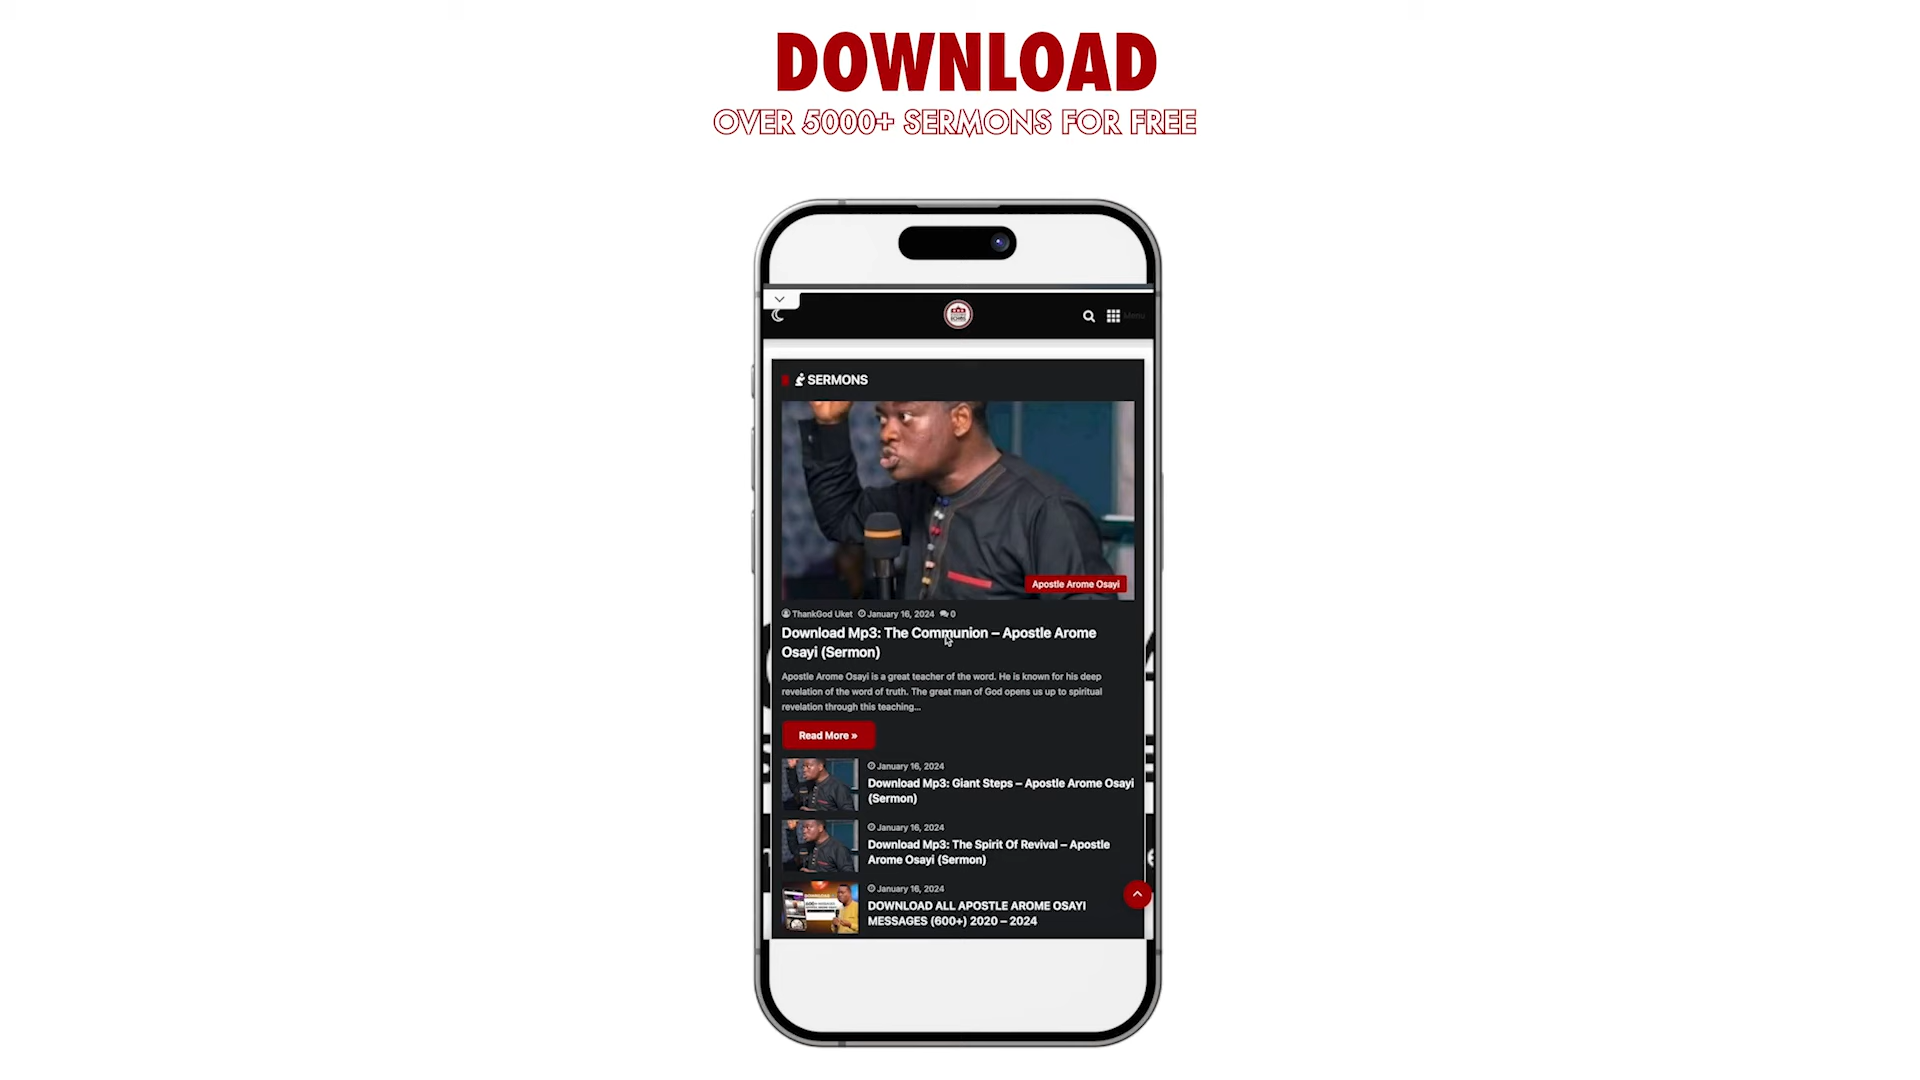 DOWNLOAD
OVER 5000+ SERMONS FOR FREE
Menu
SERMONS
Apostle Arome Osayi
ThankGod Uket January 16, 2024 0
Download Mp3: The Communion – Apostle Arome
Osayi (Sermon)
Apostle Arome Osayi is a great teacher of the word. He is known for his deep
revelation of the word of truth. The great man of God opens us up to spiritual
revelation through this teaching...
Read More »
January 16, 2024
Download Mp3: Giant Steps – Apostle Arome Osayi
(Sermon)
January 16, 2024
Download Mp3: The Spirit Of Revival – Apostle
Arome Osayi (Sermon)
January 16, 2024
DOWNLOAD ALL APOSTLE AROME OSAYI
MESSAGES (600+) 2020 – 2024